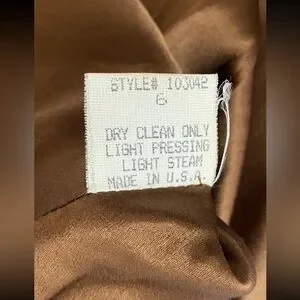 STYLE# 103042
6
DRY CLEAN ONLY
LIGHT PRESSING
LIGHT STEAM
MADE IN U.S.A.